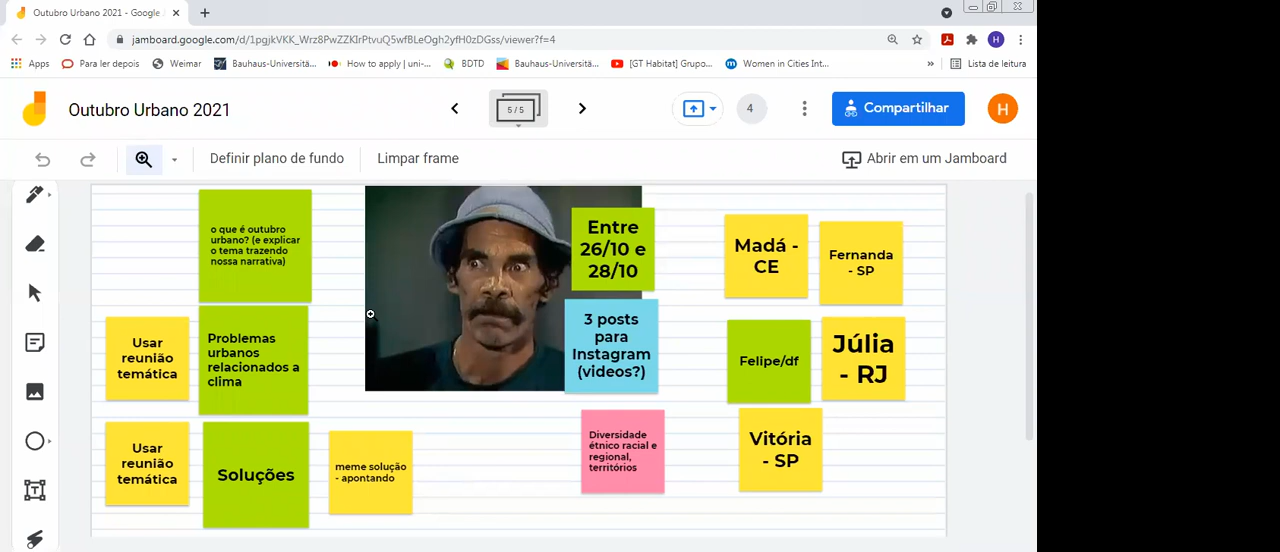 Outubro Urbano 2021 - Google
jamboard.google.com/d/1pgjkVKK_Wrz8PwZZKIrPtvuQ5wfBLeOgh2yfH0zDGss/viewer?f=4
H
Apps
Para ler depois
Weimar
Bauhaus-Universitä...
How to apply | uni-...
BDTD
Bauhaus-Universitä...
[GT Habitat] Grupo...
Women in Cities Int...
»
Lista de leitura
Outubro Urbano 2021
5 / 5
4
Compartilhar
H
Definir plano de fundo
Limpar frame
Abrir em um Jamboard
o que é outubro
urbano? (e explicar
o tema trazendo
nossa narrativa)
Entre
26/10 e
28/10
Madá -
CE
Fernanda
- SP
Usar
reunião
temática
Problemas
urbanos
relacionados a
clima
3 posts
para
Instagram
(videos?)
Felipe/df
Júlia
- RJ
Usar
reunião
temática
Soluções
meme solução
- apontando
Diversidade
étnico racial e
regional,
territórios
Vitória
- SP